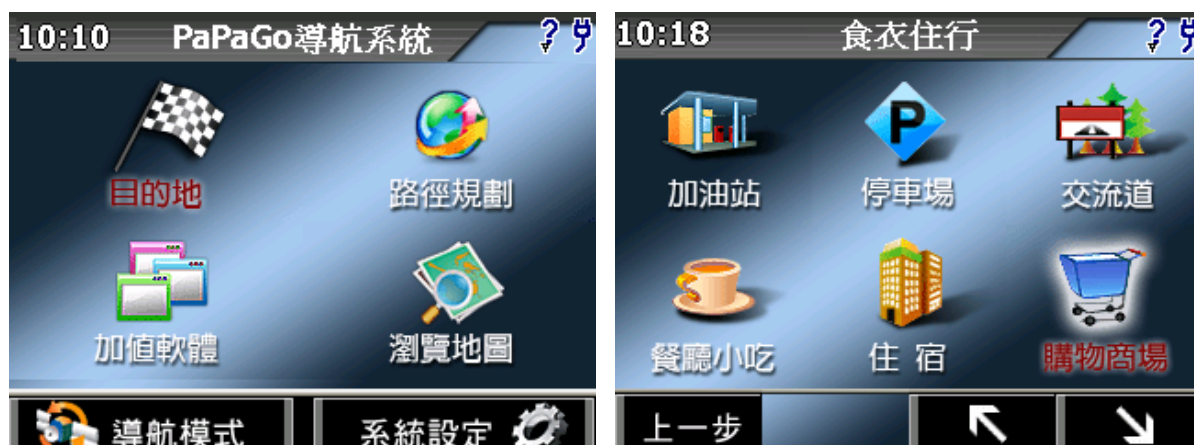 10:10 PaPaGo導航系統
目的地 路徑規劃
加值軟體 瀏覽地圖
導航模式 系統設定
10:18 食衣住行
加油站 停車場 交流道
餐廳小吃 住宿 購物商場
上一步